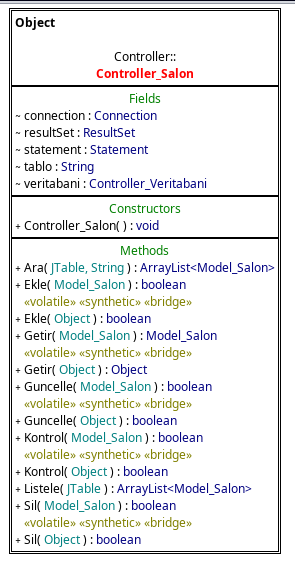 Object
Controller::
Controller_Salon
Fields
~ connection : Connection
~ resultSet : ResultSet
~ statement : Statement
~ tablo : String
~ veritabani : Controller_Veritabani
Constructors
+ Controller_Salon( ) : void
Methods
+ Ara( JTable, String ) : ArrayList<Model_Salon>
+ Ekle( Model_Salon ) : boolean
«volatile» «synthetic» «bridge»
+ Ekle( Object ) : boolean
+ Getir( Model_Salon ) : Model_Salon
«volatile» «synthetic» «bridge»
+ Getir( Object ) : Object
+ Guncelle( Model_Salon ) : boolean
«volatile» «synthetic» «bridge»
+ Guncelle( Object ) : boolean
+ Kontrol( Model_Salon ) : boolean
«volatile» «synthetic» «bridge»
+ Kontrol( Object ) : boolean
+ Listele( JTable ) : ArrayList<Model_Salon>
+ Sil( Model_Salon ) : boolean
«volatile» «synthetic» «bridge»
+ Sil( Object ) : boolean